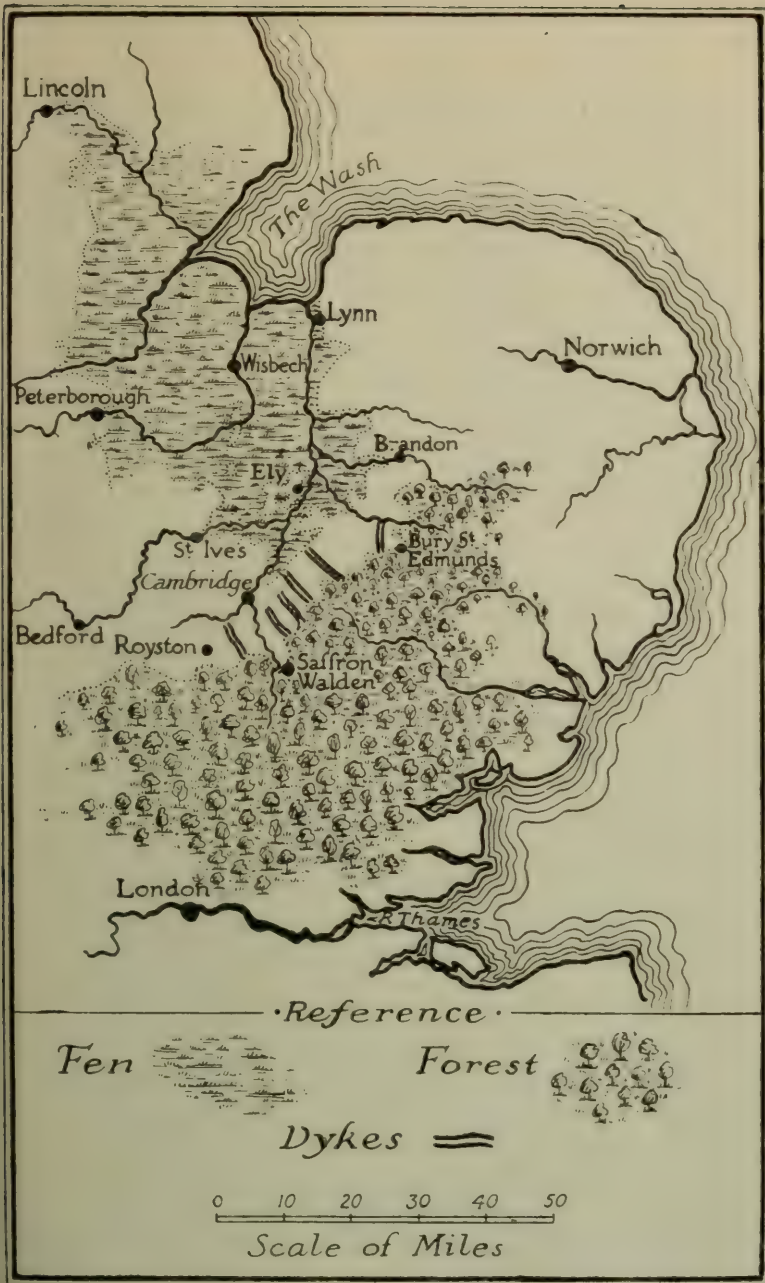 Lincoln
The Wash
Lynn
Norwich
Wisbech
Peterborough
Brandon
Ely
St. Ives
Bury St.
Edmunds
Cambridge
Bedford
Royston
Saffron
Walden
London
R. Thames
·Reference·
Fen
Forest
Dykes
0 10 20 30 40 50
Scale of Miles